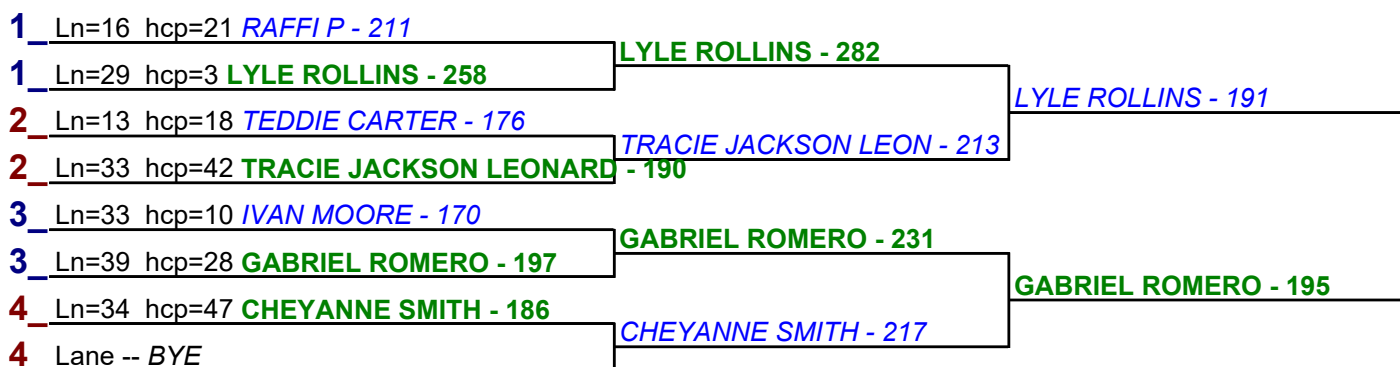 1_ Ln=16 hcp=21 RAFFI P - 211
LYLE ROLLINS - 282
1_ Ln=29 hcp=3 LYLE ROLLINS - 258
LYLE ROLLINS - 191
2_ Ln=13 hcp=18 TEDDIE CARTER - 176
TRACIE JACKSON LEON - 213
2_ Ln=33 hcp=42 TRACIE JACKSON LEONARD - 190
3_ Ln=33 hcp=10 IVAN MOORE - 170
GABRIEL ROMERO - 231
3_ Ln=39 hcp=28 GABRIEL ROMERO - 197
GABRIEL ROMERO - 195
4_ Ln=34 hcp=47 CHEYANNE SMITH - 186
CHEYANNE SMITH - 217
4 Lane -- BYE